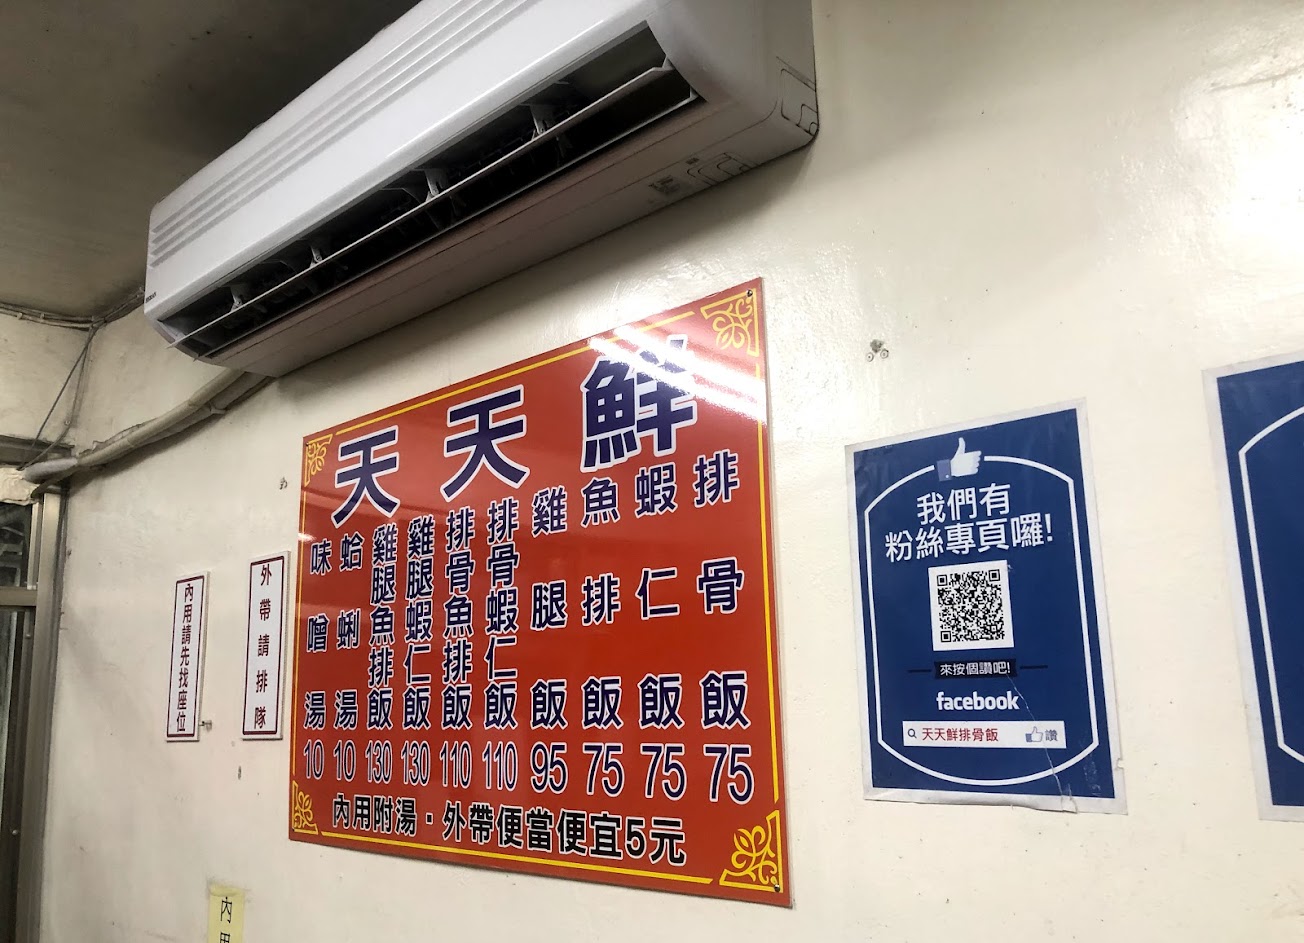 天天鮮
排骨飯 75
蝦仁飯 75
魚排飯 75
雞腿飯 95
排骨蝦仁飯 110
排骨魚排飯 110
雞腿蝦仁飯 130
雞腿魚排飯 130
蛤蜊湯 10
味噌湯 10
內用附湯·外帶便當便宜5元
外帶請排隊
內用請先找座位
我們有
粉絲專頁囉!
來按個讚吧!
facebook
天天鮮排骨飯 讚
內用